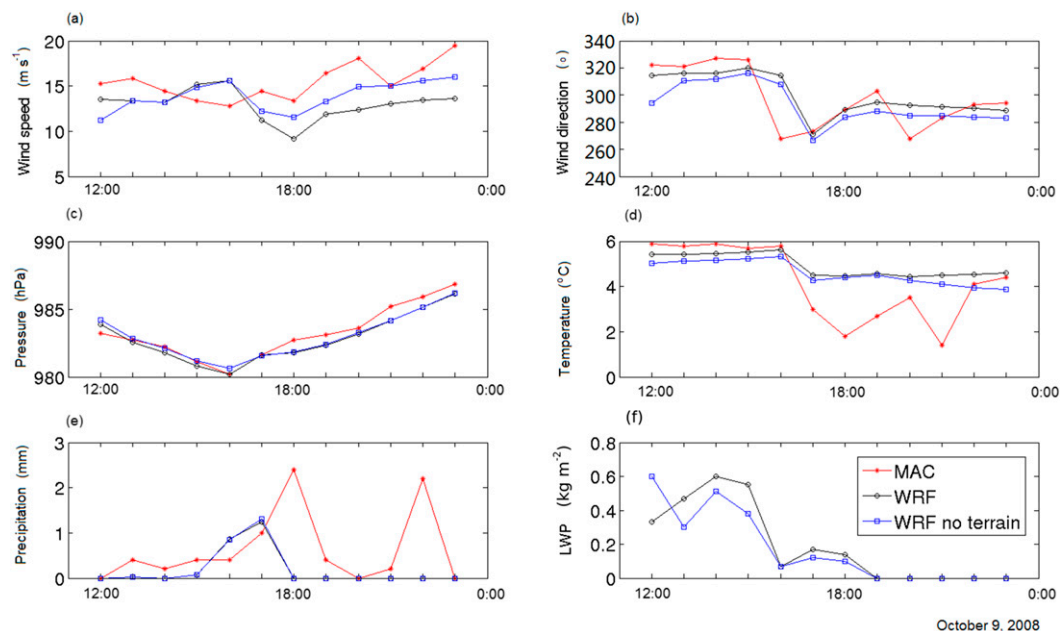 (a)
Wind speed (m s-1)
20
15
10
5
12:00
18:00
0:00
(b)
Wind direction (o)
340
320
300
280
260
240
12:00
18:00
0:00
(c)
Pressure (hPa)
990
985
980
12:00
18:00
0:00
(d)
Temperature (°C)
6
4
2
0
12:00
18:00
0:00
(e)
Precipitation (mm)
3
2
1
0
12:00
18:00
0:00
(f)
LWP (kg m-2)
0.8
0.6
0.4
0.2
0
12:00
18:00
0:00
MAC
WRF
WRF no terrain
October 9. 2008